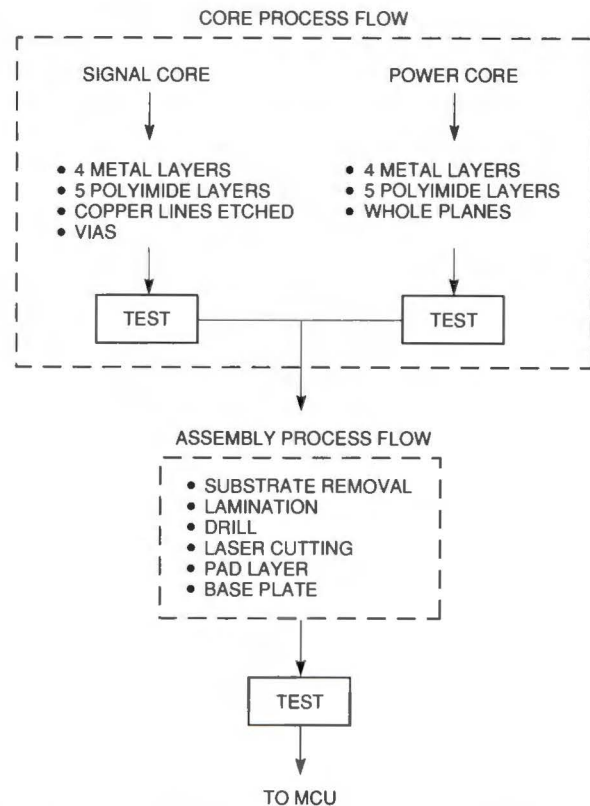 CORE PROCESS FLOW
SIGNAL CORE
• 4 METAL LAYERS
• 5 POLYIMIDE LAYERS
• COPPER LINES ETCHED
• VIAS
TEST
POWER CORE
• 4 METAL LAYERS
• 5 POLYIMIDE LAYERS
• WHOLE PLANES
TEST
ASSEMBLY PROCESS FLOW
• SUBSTRATE REMOVAL
• LAMINATION
• DRILL
• LASER CUTTING
• PAD LAYER
• BASE PLATE
TEST
TO MCU